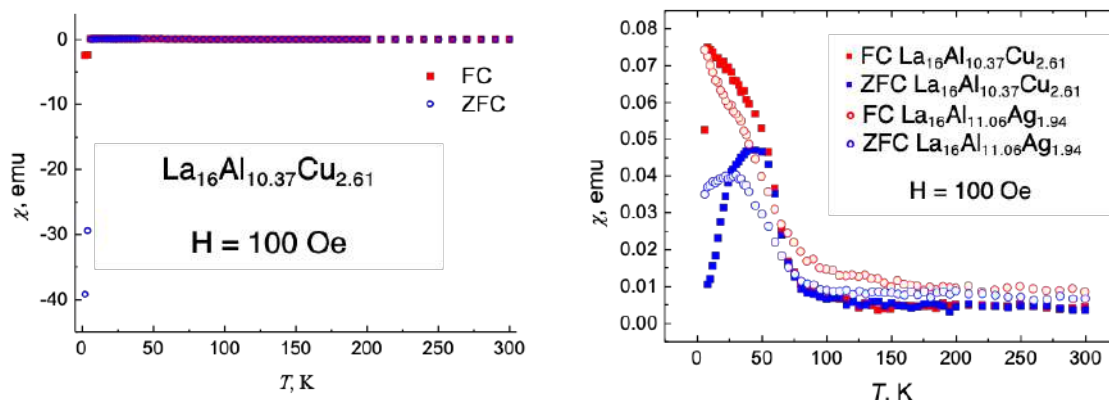 0
-10
-20
-30
-40
χ, emu
FC
ZFC
La₁₆Al₁₀.₃₇Cu₂.₆₁
H = 100 Oe
0 50 100 150 200 250 300
T, K
0.08
0.07
0.06
0.05
0.04
0.03
0.02
0.01
0.00
χ, emu
FC La₁₆Al₁₀.₃₇Cu₂.₆₁
ZFC La₁₆Al₁₀.₃₇Cu₂.₆₁
FC La₁₆Al₁₁.₀₆Ag₁.₉₄
ZFC La₁₆Al₁₁.₀₆Ag₁.₉₄
H = 100 Oe
0 50 100 150 200 250 300
T, K